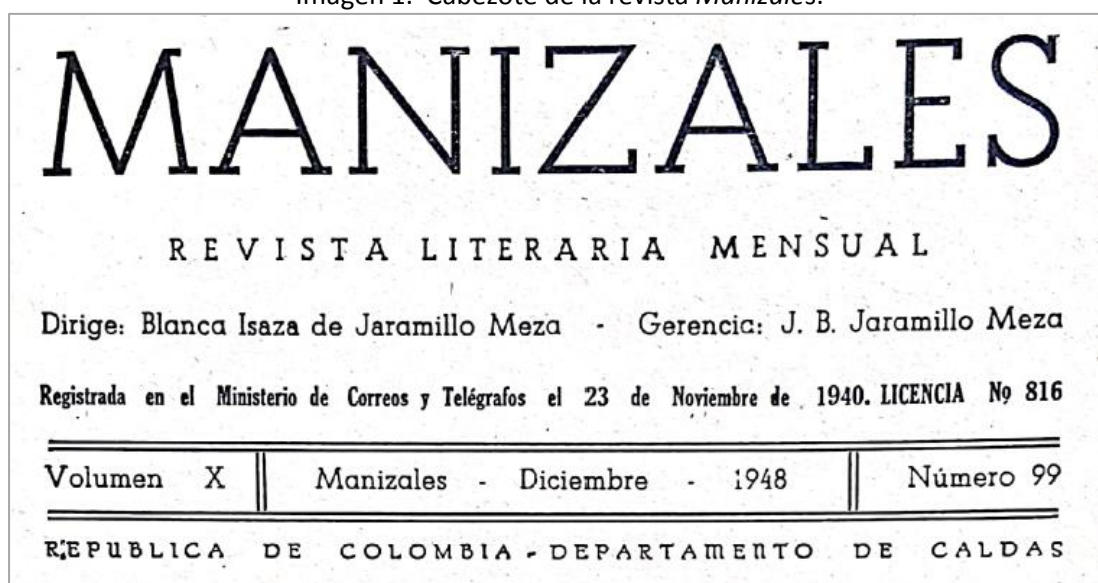 Imagen 1. Cabezote de la revista Manizales.
MANIZALES
REVISTA LITERARIA MENSUAL
Dirige: Blanca Isaza de Jaramillo Meza - Gerencia: J. B. Jaramillo Meza
Registrada en el Ministerio de Correos y Telégrafos el 23 de Noviembre de 1940. LICENCIA Nº 816
Volumen X Manizales - Diciembre - 1948 Número 99
REPUBLICA DE COLOMBIA - DEPARTAMENTO DE CALDAS